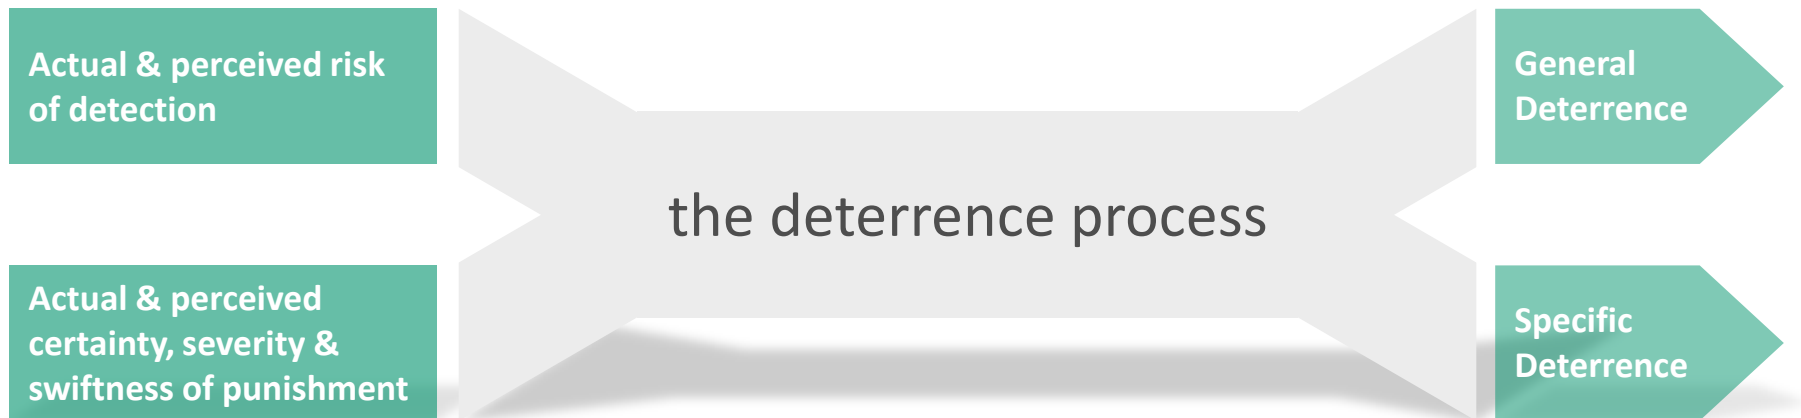 Actual & perceived risk
of detection
Actual & perceived
certainty, severity &
swiftness of punishment
the deterrence process
General
Deterrence
Specific
Deterrence